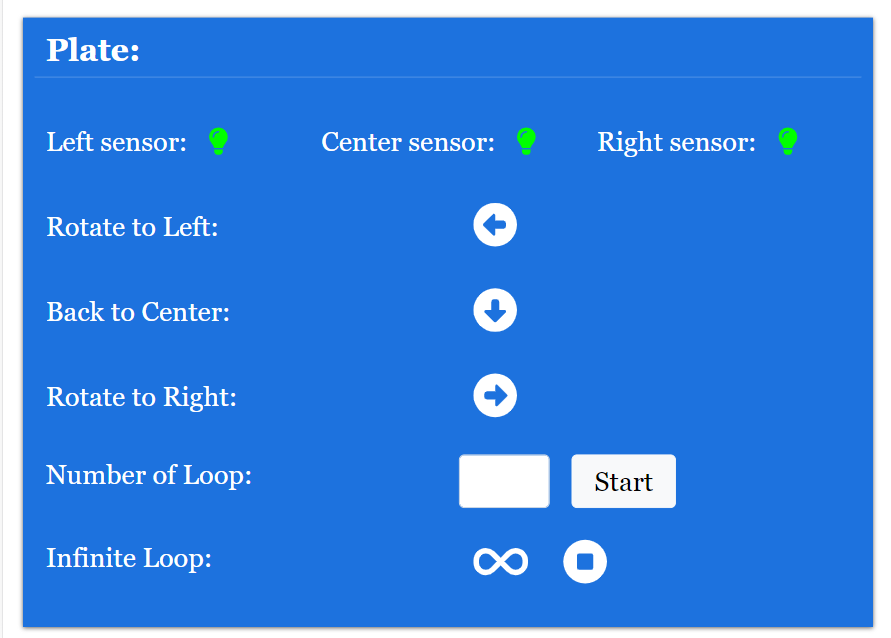 Plate:
Left sensor: Center sensor: Right sensor:
Rotate to Left:
Back to Center:
Rotate to Right:
Number of Loop: Start
Infinite Loop: